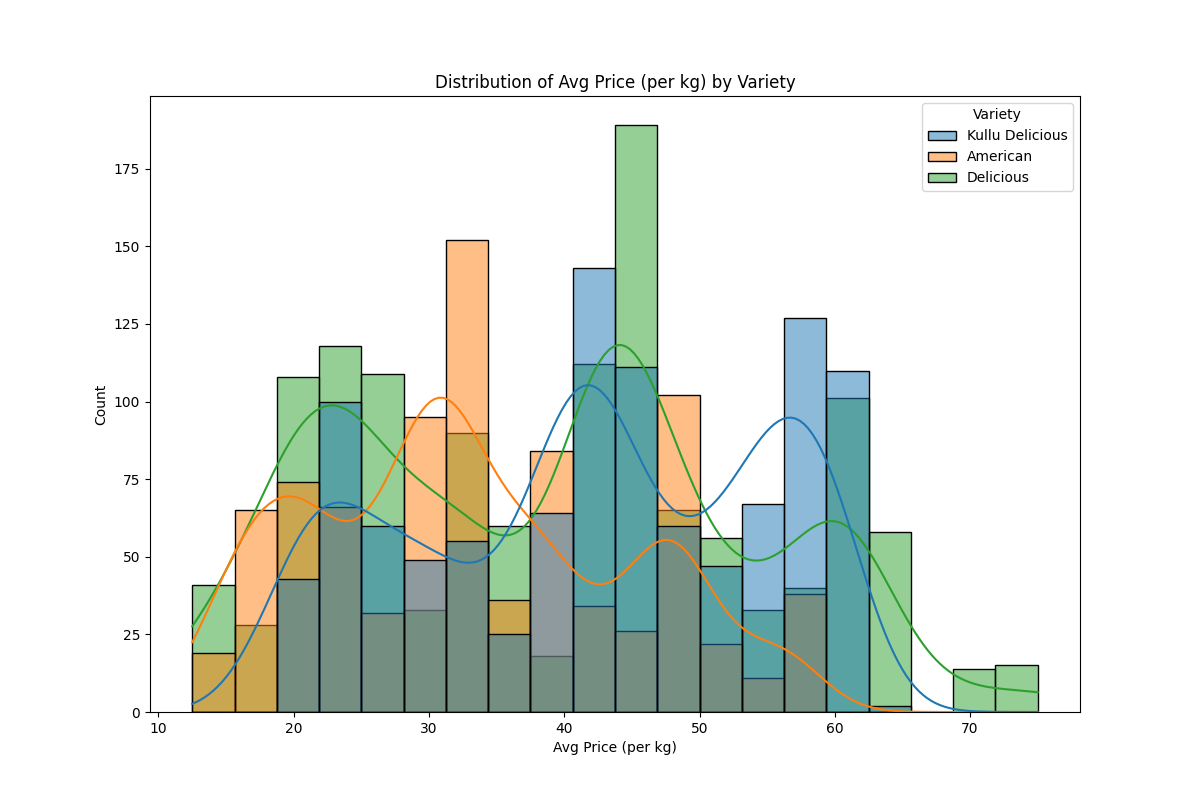 Distribution of Avg Price (per kg) by Variety
Variety
Kullu Delicious
American
Delicious
175
150
125
100
75
50
25
0
Count
10 20 30 40 50 60 70
Avg Price (per kg)